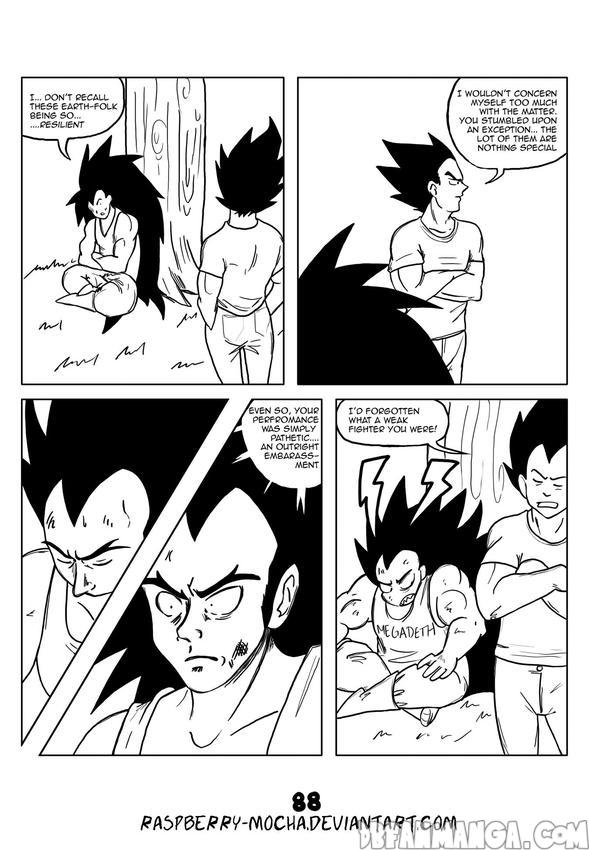 I... DON'T RECALL
THESE EARTH-FOLK
BEING SO...
....RESILIENT
I WOULDN'T CONCERN
MYSELF TOO MUCH
WITH THE MATTER.
YOU STUMBLED UPON
AN EXCEPTION... THE
LOT OF THEM ARE
NOTHING SPECIAL
EVEN SO, YOUR
PERFROMANCE
WAS SIMPLY
PATHETIC....
AN OUTRIGHT
EMBARASS-
MENT
I'D FORGOTTEN
WHAT A WEAK
FIGHTER YOU WERE!
MEGADETH
88
RASPBERRY-MOCHA.DEVIANTART.COM
DBFANMANGA.COM